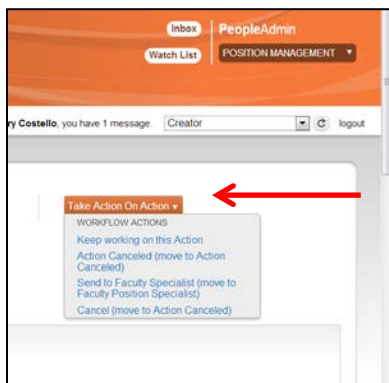 Inbox
PeopleAdmin
Watch List
POSITION MANAGEMENT
ry Costello, you have 1 message.
Creator
logout
Take Action On Action
WORKFLOW ACTIONS
Keep working on this Action
Action Canceled (move to Action
Canceled)
Send to Faculty Specialist (move to
Faculty Position Specialist)
Cancel (move to Action Canceled)